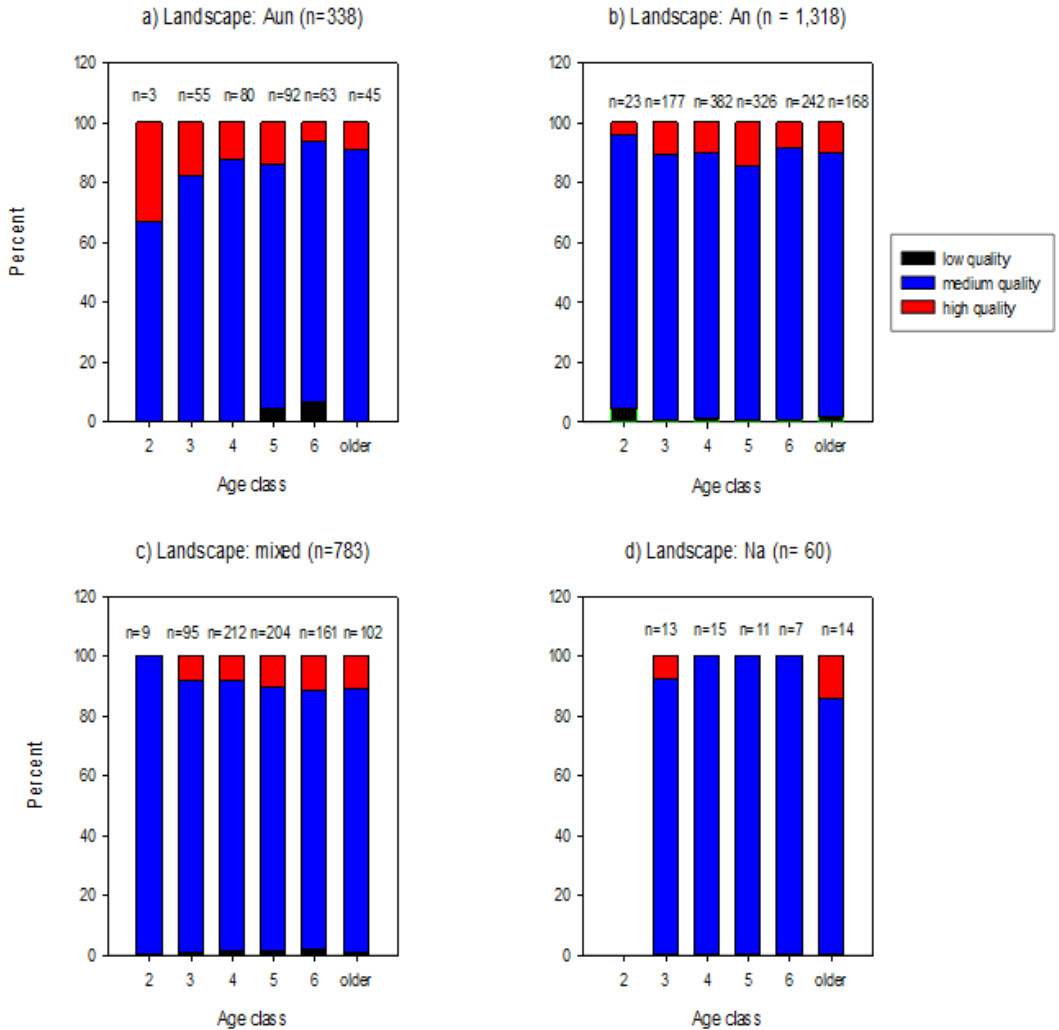 a) Landscape: Aun (n=338)
120
100
80
60
40
20
0
Percent
n=3 n=55 n=80 n=92 n=63 n=45
2 3 4 5 6 older
Age class
b) Landscape: An (n = 1,318)
120
100
80
60
40
20
0
n=23 n=177 n=382 n=326 n=242 n=168
2 3 4 5 6 older
Age class
low quality
medium quality
high quality
c) Landscape: mixed (n=783)
120
100
80
60
40
20
0
Percent
n=9 n=95 n=212 n=204 n=161 n=102
2 3 4 5 6 older
Age class
d) Landscape: Na (n= 60)
120
100
80
60
40
20
0
n=13 n=15 n=11 n=7 n=14
2 3 4 5 6 older
Age class